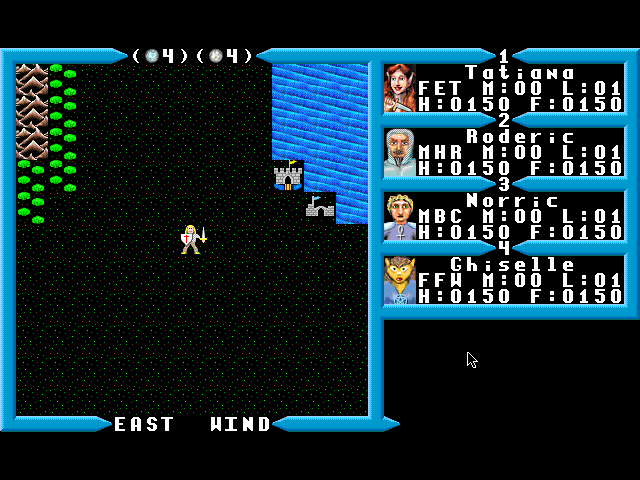 (4)(4)
1
Tatiana
FET M:00 L:01
H:0150 F:0150
2
Roderic
MHR M:00 L:01
H:0150 F:0150
3
Norric
MBC M:00 L:01
H:0150 F:0150
4
Ghiselle
FFW M:00 L:01
H:0150 F:0150
EAST WIND